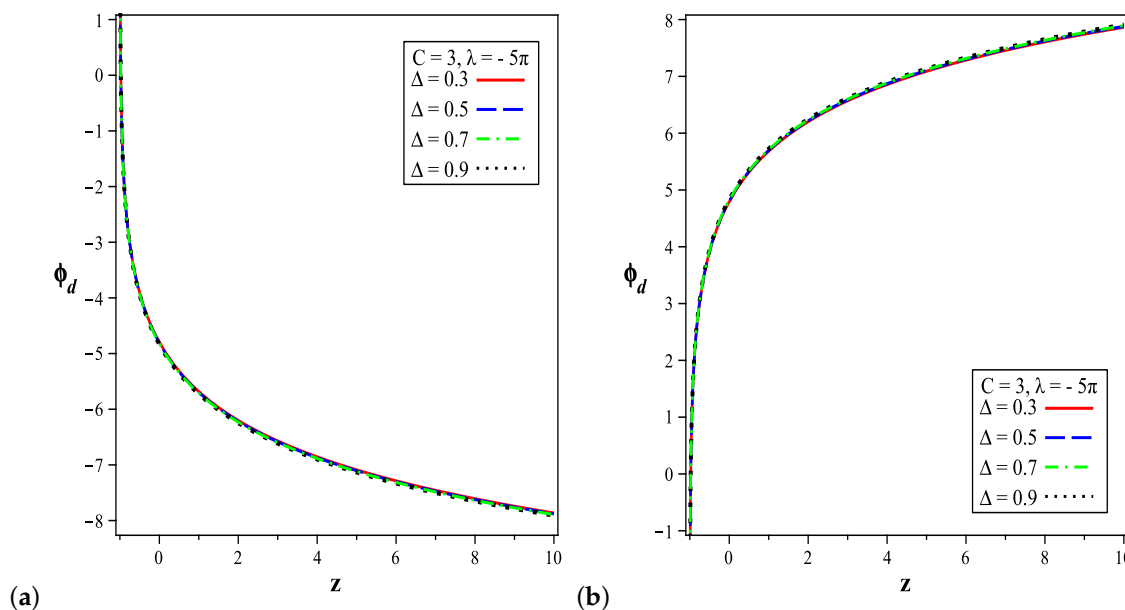 1
0
−1
−2
−3
−4
−5
−6
−7
−8
ϕd
C = 3, λ = - 5π
Δ = 0.3
Δ = 0.5
Δ = 0.7
Δ = 0.9
0 2 4 6 8 10
z
(a)
8
7
6
5
4
3
2
1
0
−1
ϕd
C = 3, λ = - 5π
Δ = 0.3
Δ = 0.5
Δ = 0.7
Δ = 0.9
0 2 4 6 8 10
z
(b)